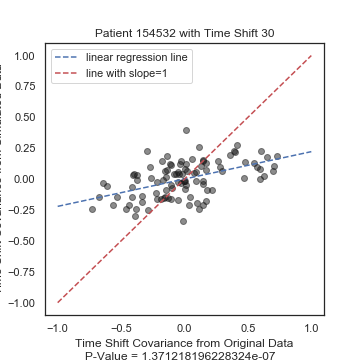 Patient 154532 with Time Shift 30
linear regression line
line with slope=1
1.00
0.75
0.50
0.25
0.00
−0.25
−0.50
−0.75
−1.00
−1.0
−0.5
0.0
0.5
1.0
Time Shift Covariance from Original Data
P-Value = 1.371218196228324e-07